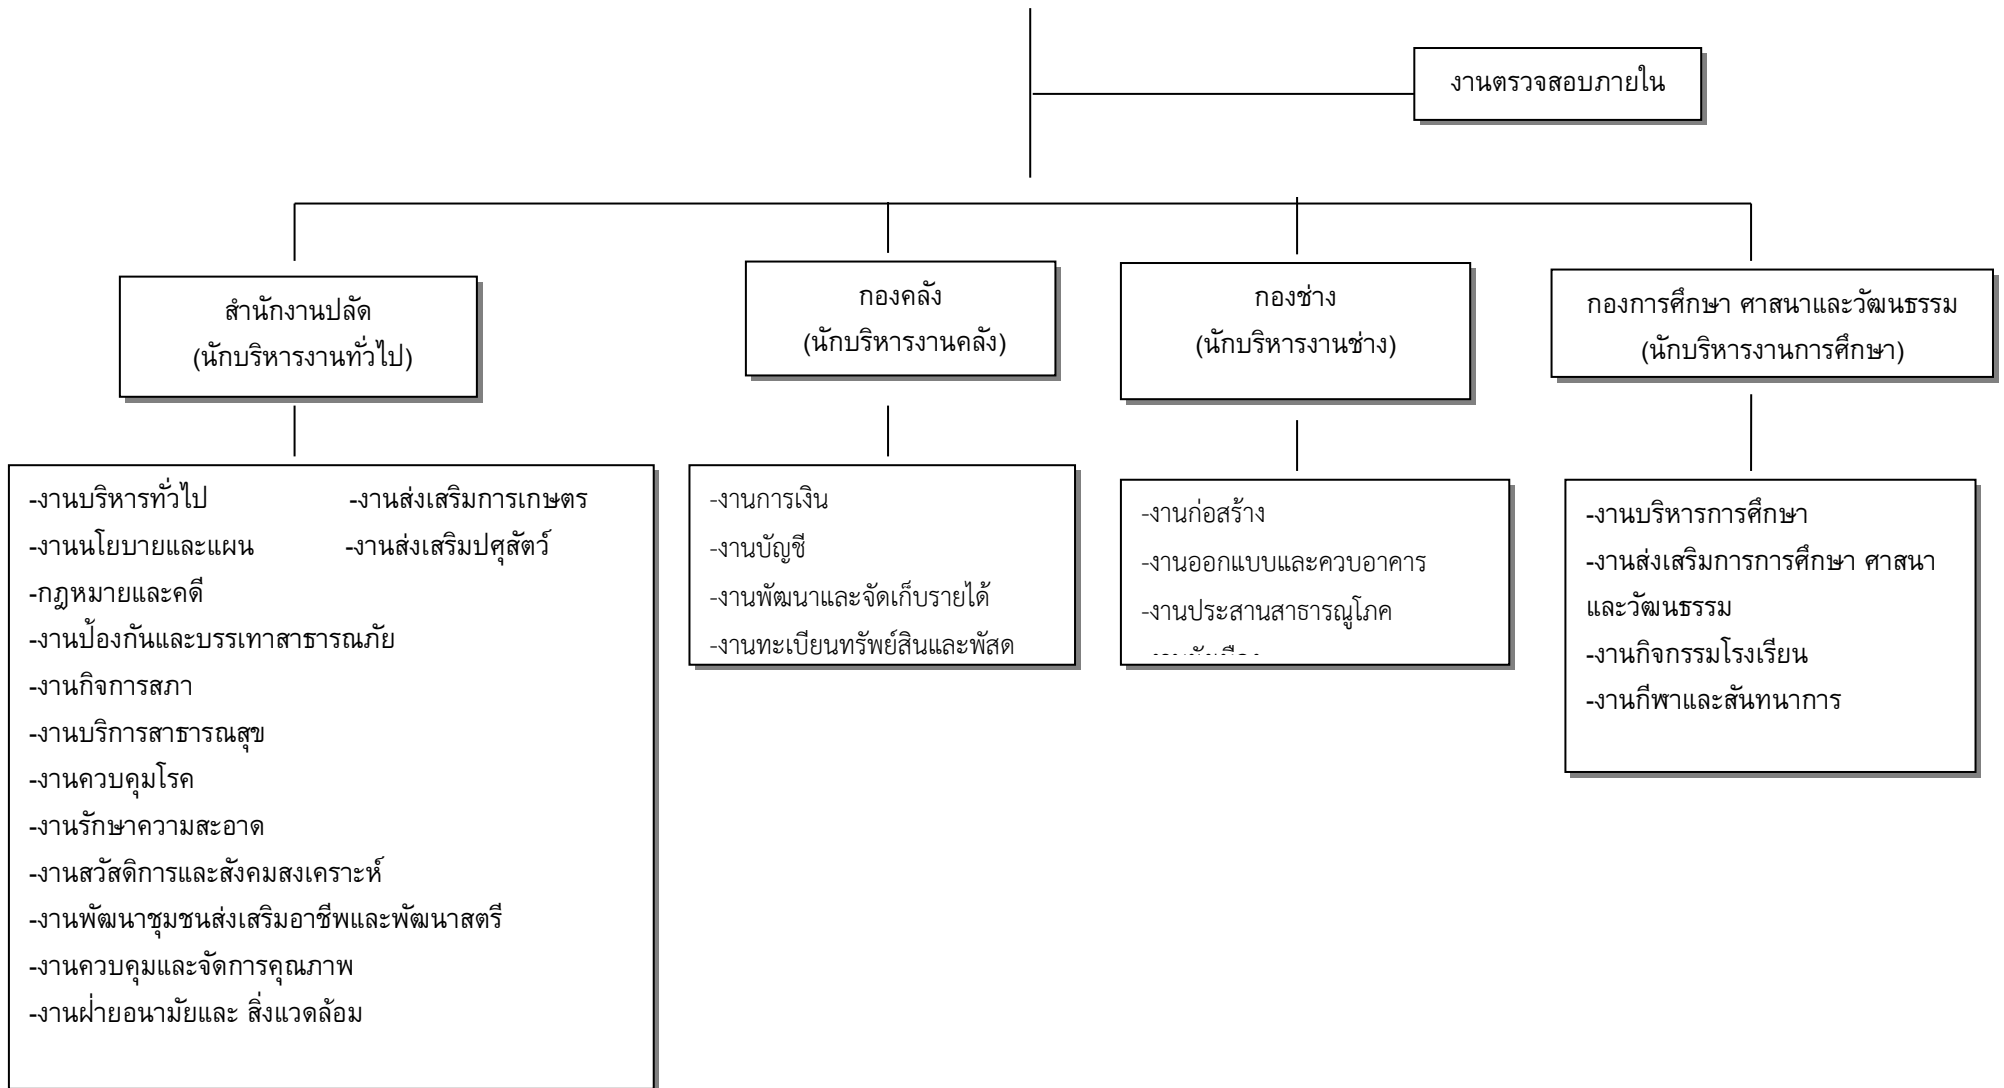 งานตรวจสอบภายใน
สำนักงานปลัด
(นักบริหารงานทั่วไป)
กองคลัง
(นักบริหารงานคลัง)
กองช่าง
(นักบริหารงานช่าง)
กองการศึกษา ศาสนาและวัฒนธรรม
(นักบริหารงานการศึกษา)
-งานบริหารทั่วไป -งานส่งเสริมการเกษตร
-งานนโยบายและแผน -งานส่งเสริมปศุสัตว์
-กฎหมายและคดี
-งานป้องกันและบรรเทาสาธารณภัย
-งานกิจการสภา
-งานบริการสาธารณสุข
-งานควบคุมโรค
-งานรักษาความสะอาด
-งานสวัสดิการและสังคมสงเคราะห์
-งานพัฒนาชุมชนส่งเสริมอาชีพและพัฒนาสตรี
-งานควบคุมและจัดการคุณภาพ
-งานฝ่ายอนามัยและ สิ่งแวดล้อม
-งานการเงิน
-งานบัญชี
-งานพัฒนาและจัดเก็บรายได้
-งานทะเบียนทรัพย์สินและพัสด
-งานก่อสร้าง
-งานออกแบบและควบอาคาร
-งานประสานสาธารณูโภค
-งานบริหารการศึกษา
-งานส่งเสริมการการศึกษา ศาสนา
และวัฒนธรรม
-งานกิจกรรมโรงเรียน
-งานกีฬาและสันทนาการ